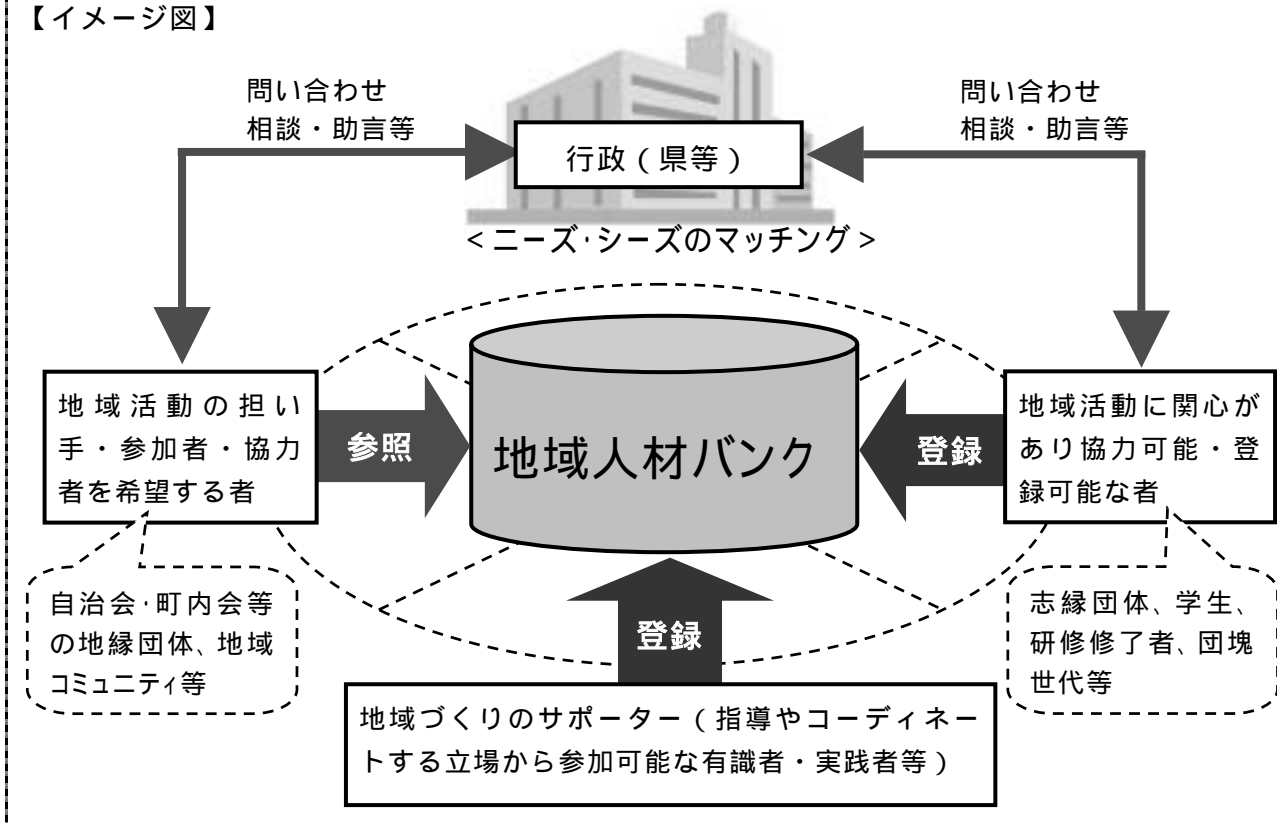 【イメージ図】
問い合わせ
相談・助言等
問い合わせ
相談・助言等
行政（県等）
＜ニーズ・シーズのマッチング＞
地域活動の担い
手・参加者・協力
者を希望する者
参照
地域人材バンク
登録
地域活動に関心が
あり協力可能・登
録可能な者
自治会・町内会等
の地縁団体、地域
コミュニティ等
登録
志縁団体、学生、
研修修了者、団塊
世代等
地域づくりのサポーター（指導やコーディネー
トする立場から参加可能な有識者・実践者等）